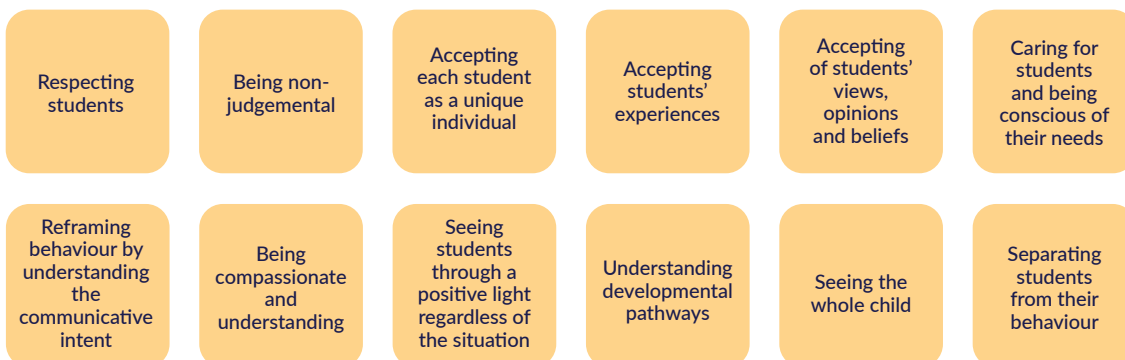 Respecting
students
Being non-
judgemental
Accepting
each student
as a unique
individual
Accepting
students’
experiences
Accepting
of students’
views,
opinions
and beliefs
Caring for
students
and being
conscious of
their needs
Reframing
behaviour by
understanding
the
communicative
intent
Being
compassionate
and
understanding
Seeing
students
through a
positive light
regardless of
the situation
Understanding
developmental
pathways
Seeing the
whole child
Separating
students
from their
behaviour